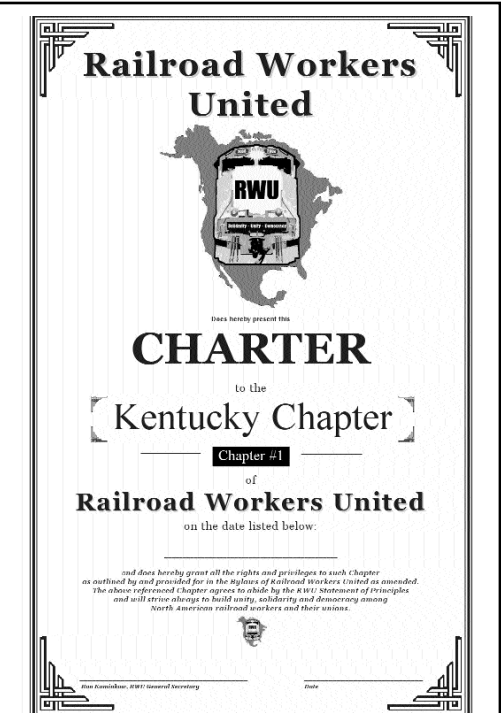 Railroad Workers
United
RWU
Solidarity - Unity - Democracy
Does hereby present this
CHARTER
to the
Kentucky Chapter
Chapter #1
of
Railroad Workers United
on the date listed below:
and does hereby grant all the rights and privileges to such Chapter
as outlined by and provided for in the Bylaws of Railroad Workers United as amended.
The above referenced Chapter agrees to abide by the RWU Statement of Principles
and will strive always to build unity, solidarity and democracy among
North American railroad workers and their unions.
RWU
Ron Kaminkow, RWU General Secretary
Date